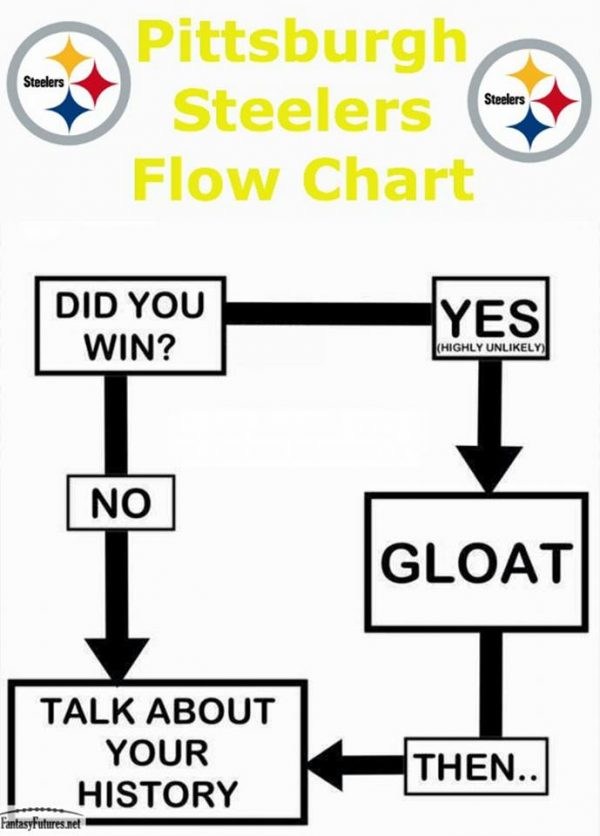 Pittsburgh
Steelers
Flow Chart
Steelers
Steelers
DID YOU
WIN?
YES
(HIGHLY UNLIKELY)
NO
GLOAT
THEN..
TALK ABOUT
YOUR
HISTORY
FantasyFutures.net